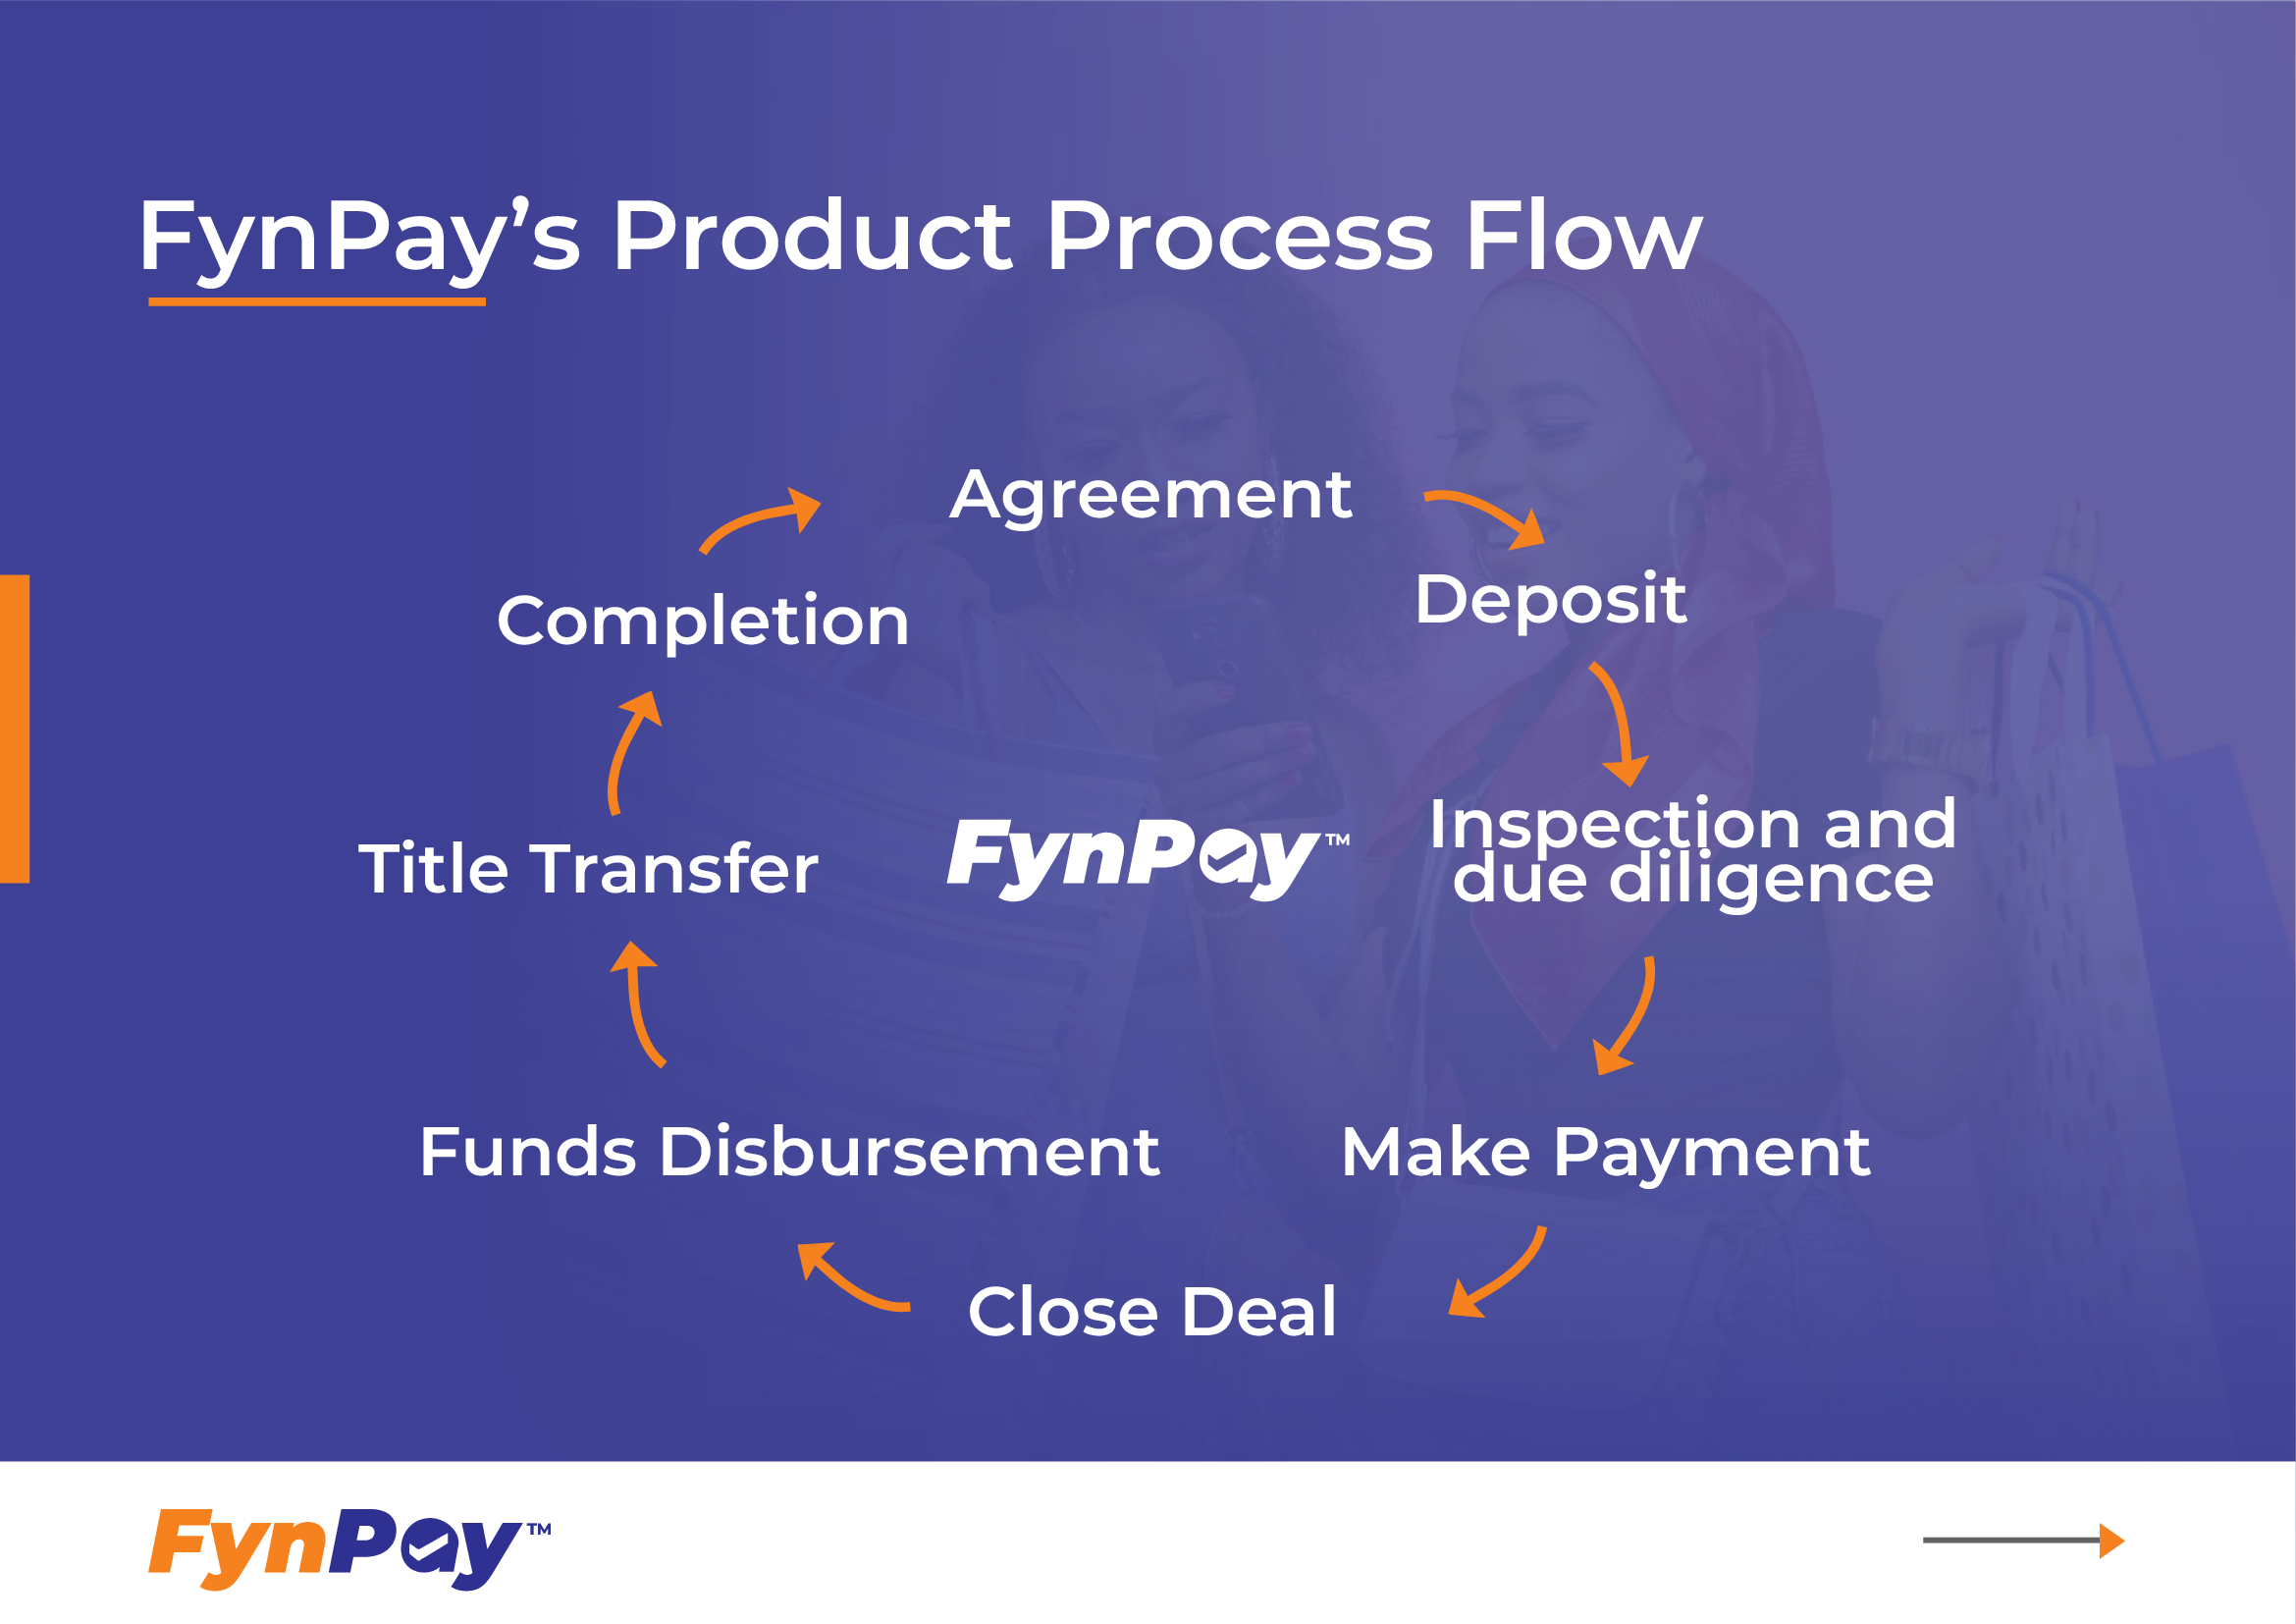 FynPay’s Product Process Flow
Agreement
Deposit
Inspection and
due diligence
Make Payment
Close Deal
Funds Disbursement
Title Transfer
Completion
FynPay™
FynPay™